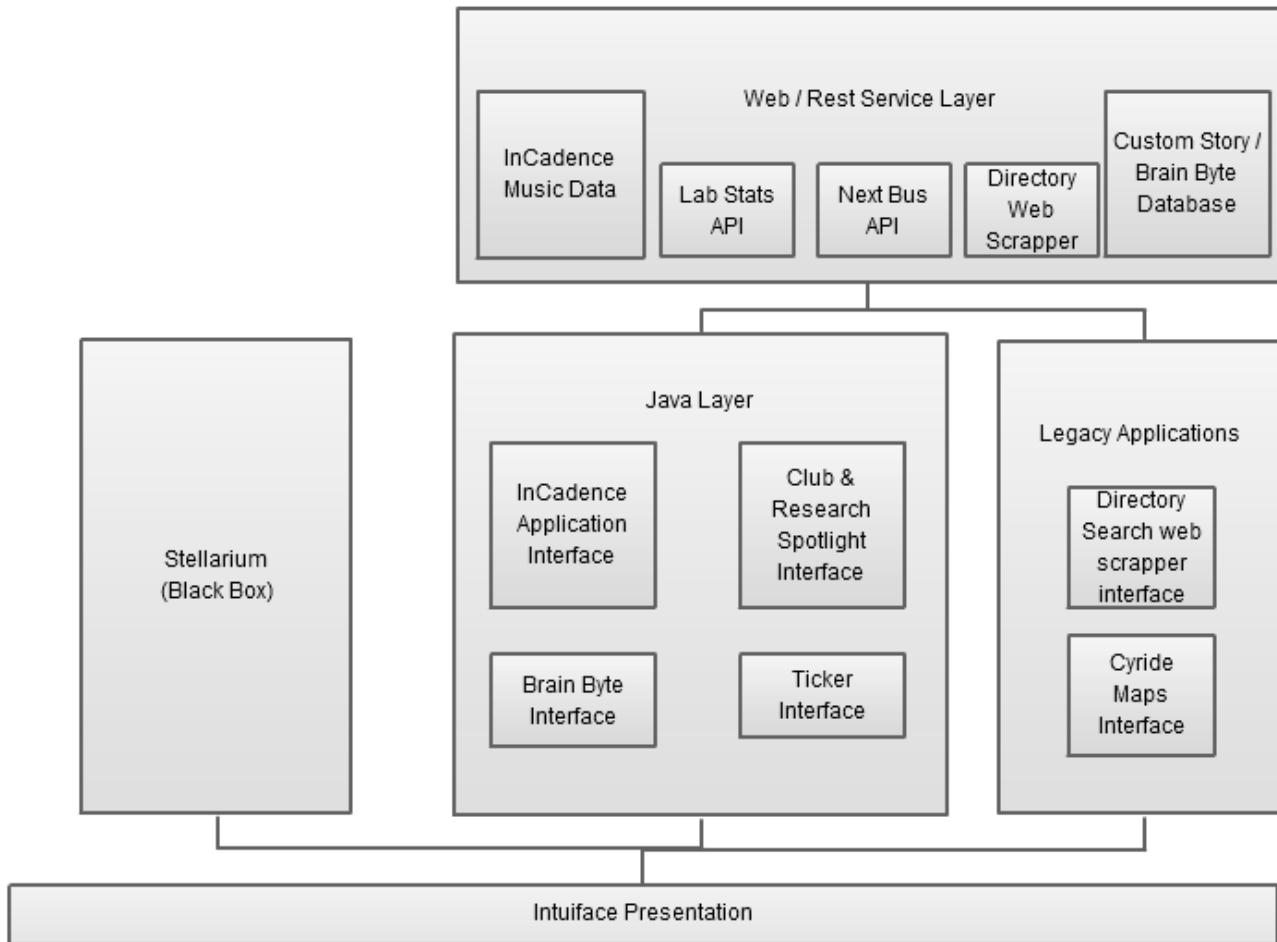 Web / Rest Service Layer
InCadence
Music Data
Lab Stats
API
Next Bus
API
Directory
Web
Scrapper
Custom Story /
Brain Byte
Database
Stellarium
(Black Box)
Java Layer
InCadence
Application
Interface
Club &
Research
Spotlight
Interface
Brain Byte
Interface
Ticker
Interface
Legacy Applications
Directory
Search web
scrapper
interface
Cyride
Maps
Interface
Intuiface Presentation